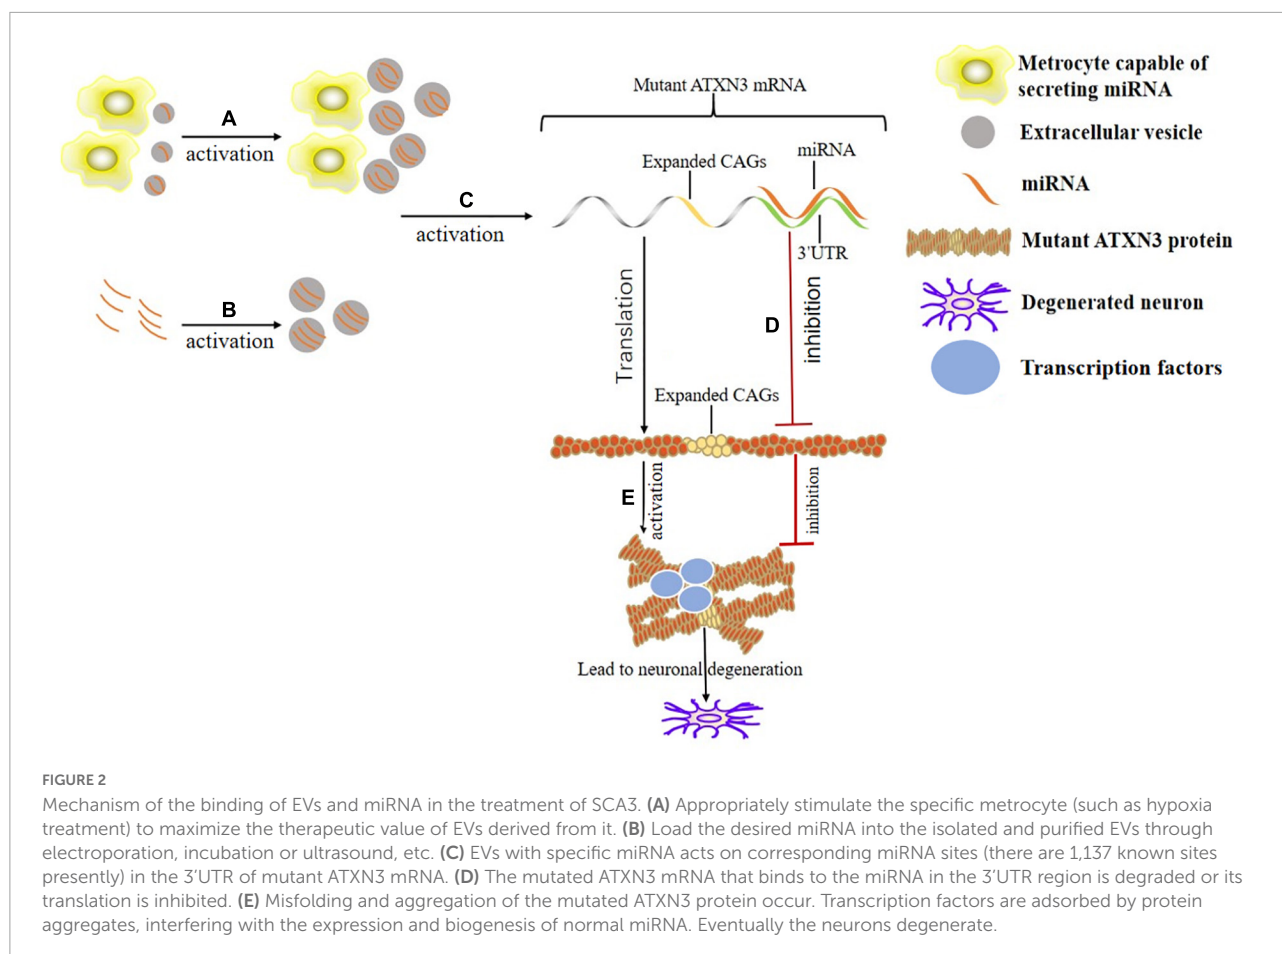 A
activation
B
activation
C
activation
Mutant ATXN3 mRNA
Expanded CAGs
miRNA
3'UTR
Translation
D
inhibition
Expanded CAGs
E
activation
inhibition
Lead to neuronal degeneration
Metrocyte capable of
secreting miRNA
Extracellular vesicle
miRNA
Mutant ATXN3 protein
Degenerated neuron
Transcription factors
FIGURE 2
Mechanism of the binding of EVs and miRNA in the treatment of SCA3. (A) Appropriately stimulate the specific metrocyte (such as hypoxia
treatment) to maximize the therapeutic value of EVs derived from it. (B) Load the desired miRNA into the isolated and purified EVs through
electroporation, incubation or ultrasound, etc. (C) EVs with specific miRNA acts on corresponding miRNA sites (there are 1,137 known sites
presently) in the 3'UTR of mutant ATXN3 mRNA. (D) The mutated ATXN3 mRNA that binds to the miRNA in the 3'UTR region is degraded or its
translation is inhibited. (E) Misfolding and aggregation of the mutated ATXN3 protein occur. Transcription factors are adsorbed by protein
aggregates, interfering with the expression and biogenesis of normal miRNA. Eventually the neurons degenerate.